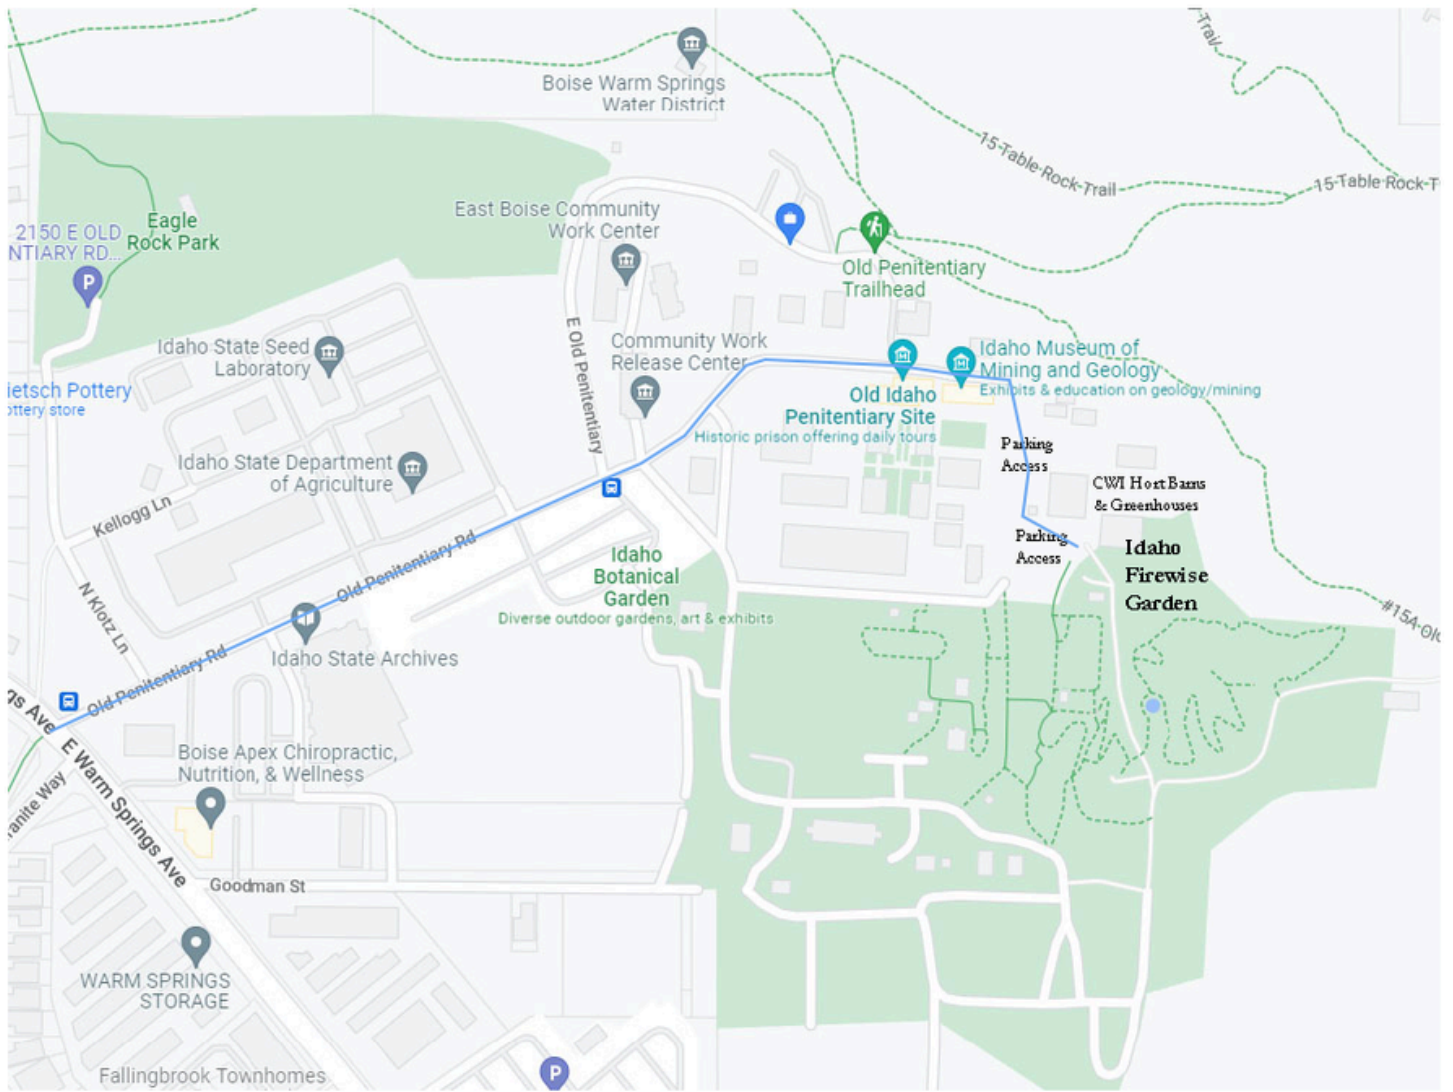 Trail
Boise Warm Springs
Water District
15-Table Rock Trail
15-Table Rock T
East Boise Community
Work Center
Eagle
Rock Park
2150 E OLD
NTIARY RD...
P
Old Penitentiary
Trailhead
E Old Penitentiary
Idaho State Seed
Laboratory
Community Work
Release Center
Idaho Museum of
Mining and Geology
Exhibits & education on geology/mining
ietsch Pottery
ottery store
Old Idaho
Penitentiary Site
Historic prison offering daily tours
Parking
Access
Idaho State Department
of Agriculture
CWI Hort Barns
& Greenhouses
Kellogg Ln
Parking
Access
Idaho
Firewise
Garden
Old Penitentiary Rd
Idaho
Botanical
Garden
Diverse outdoor gardens, art & exhibits
N Klotz Ln
#15A-Old
Idaho State Archives
Old Penitentiary Rd
gs Ave
E Warm Springs Ave
Boise Apex Chiropractic,
Nutrition, & Wellness
ranite Way
Goodman St
WARM SPRINGS
STORAGE
Fallingbrook Townhomes
P